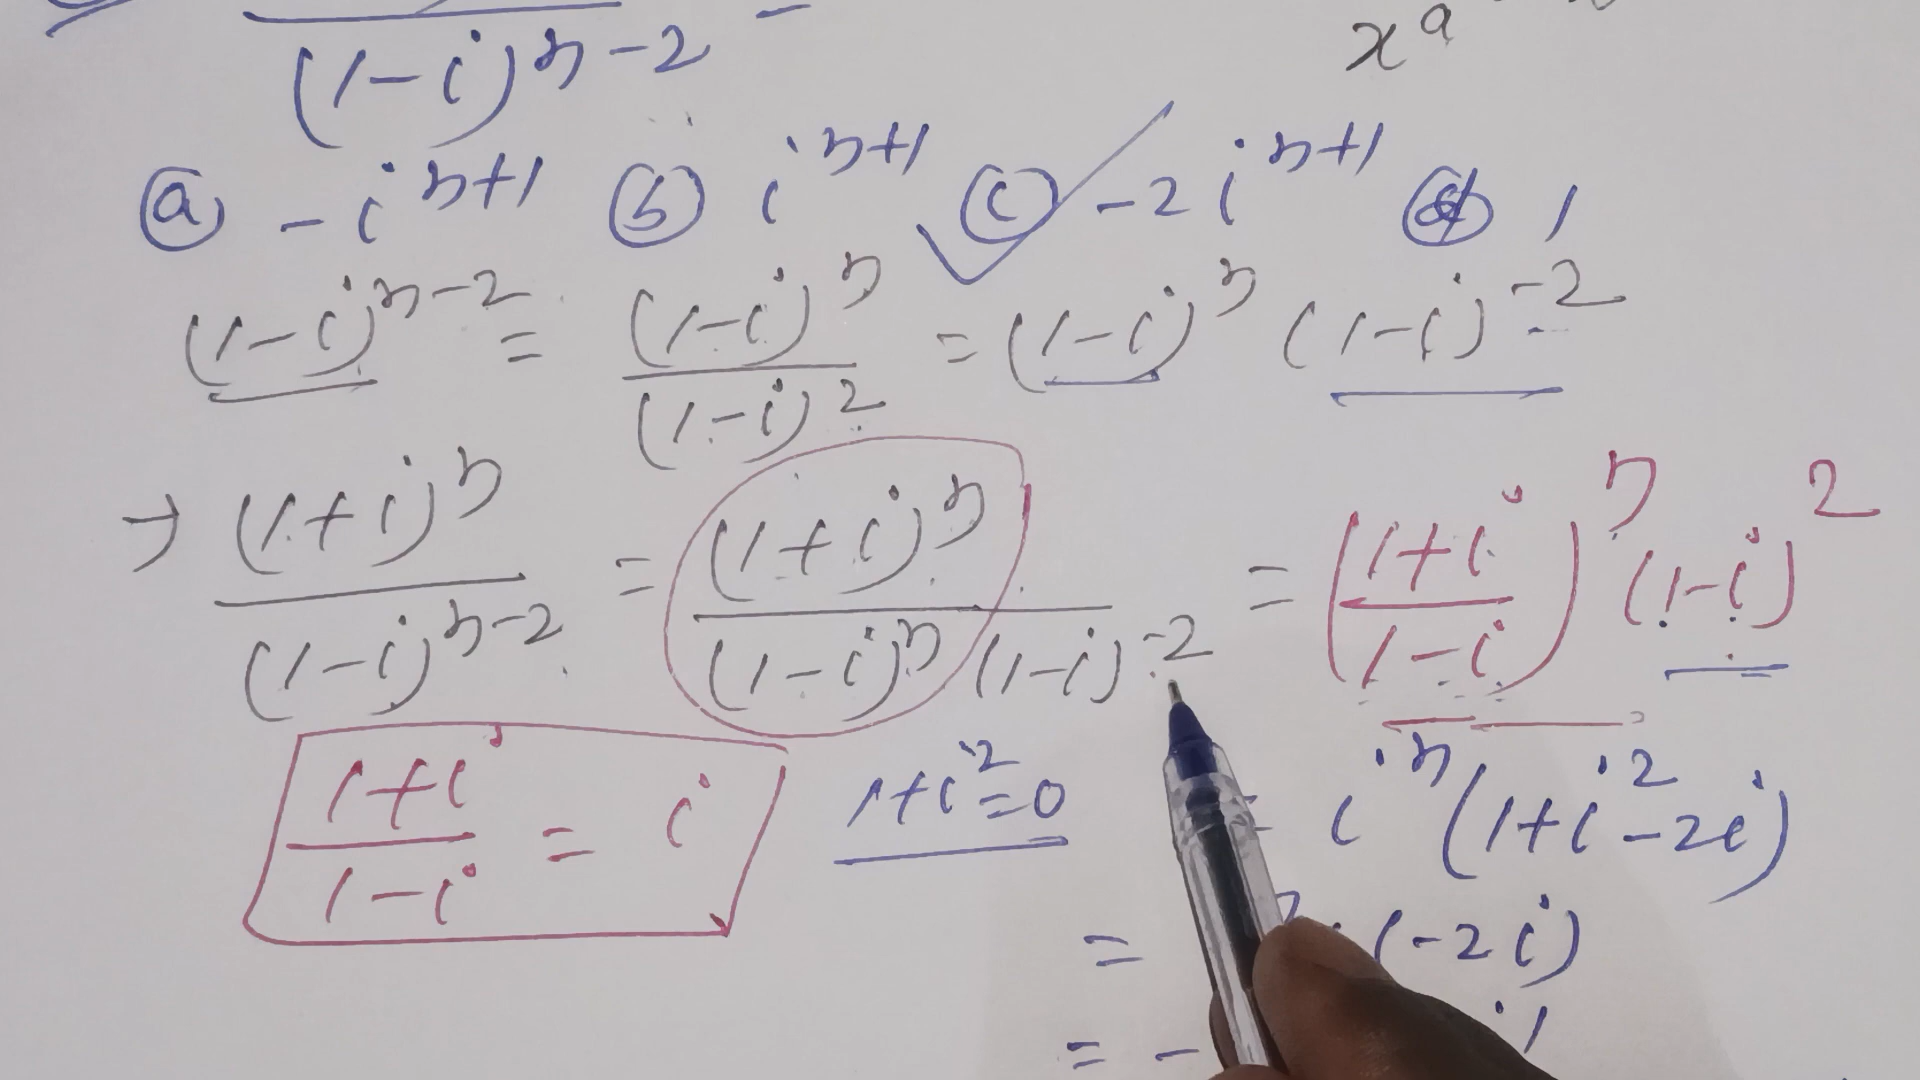 (1-i)^{n-2} =
x^a
(a) -i^{n+1} (b) i^{n+1} (c) ✓ -2i^{n+1} (d) 1
(1-i)^{n-2} = (1-i)^n / (1-i)^2 = (1-i)^n (1-i)^{-2}
→ (1+i)^n / (1-i)^{n-2} = (1+i)^n / (1-i)^n (1-i)^{-2} = ((1+i)/(1-i))^n (1-i)^2
(1+i)/(1-i) = i
1+i^2=0
= i^n (1+i^2-2i)
= (-2i)
= -